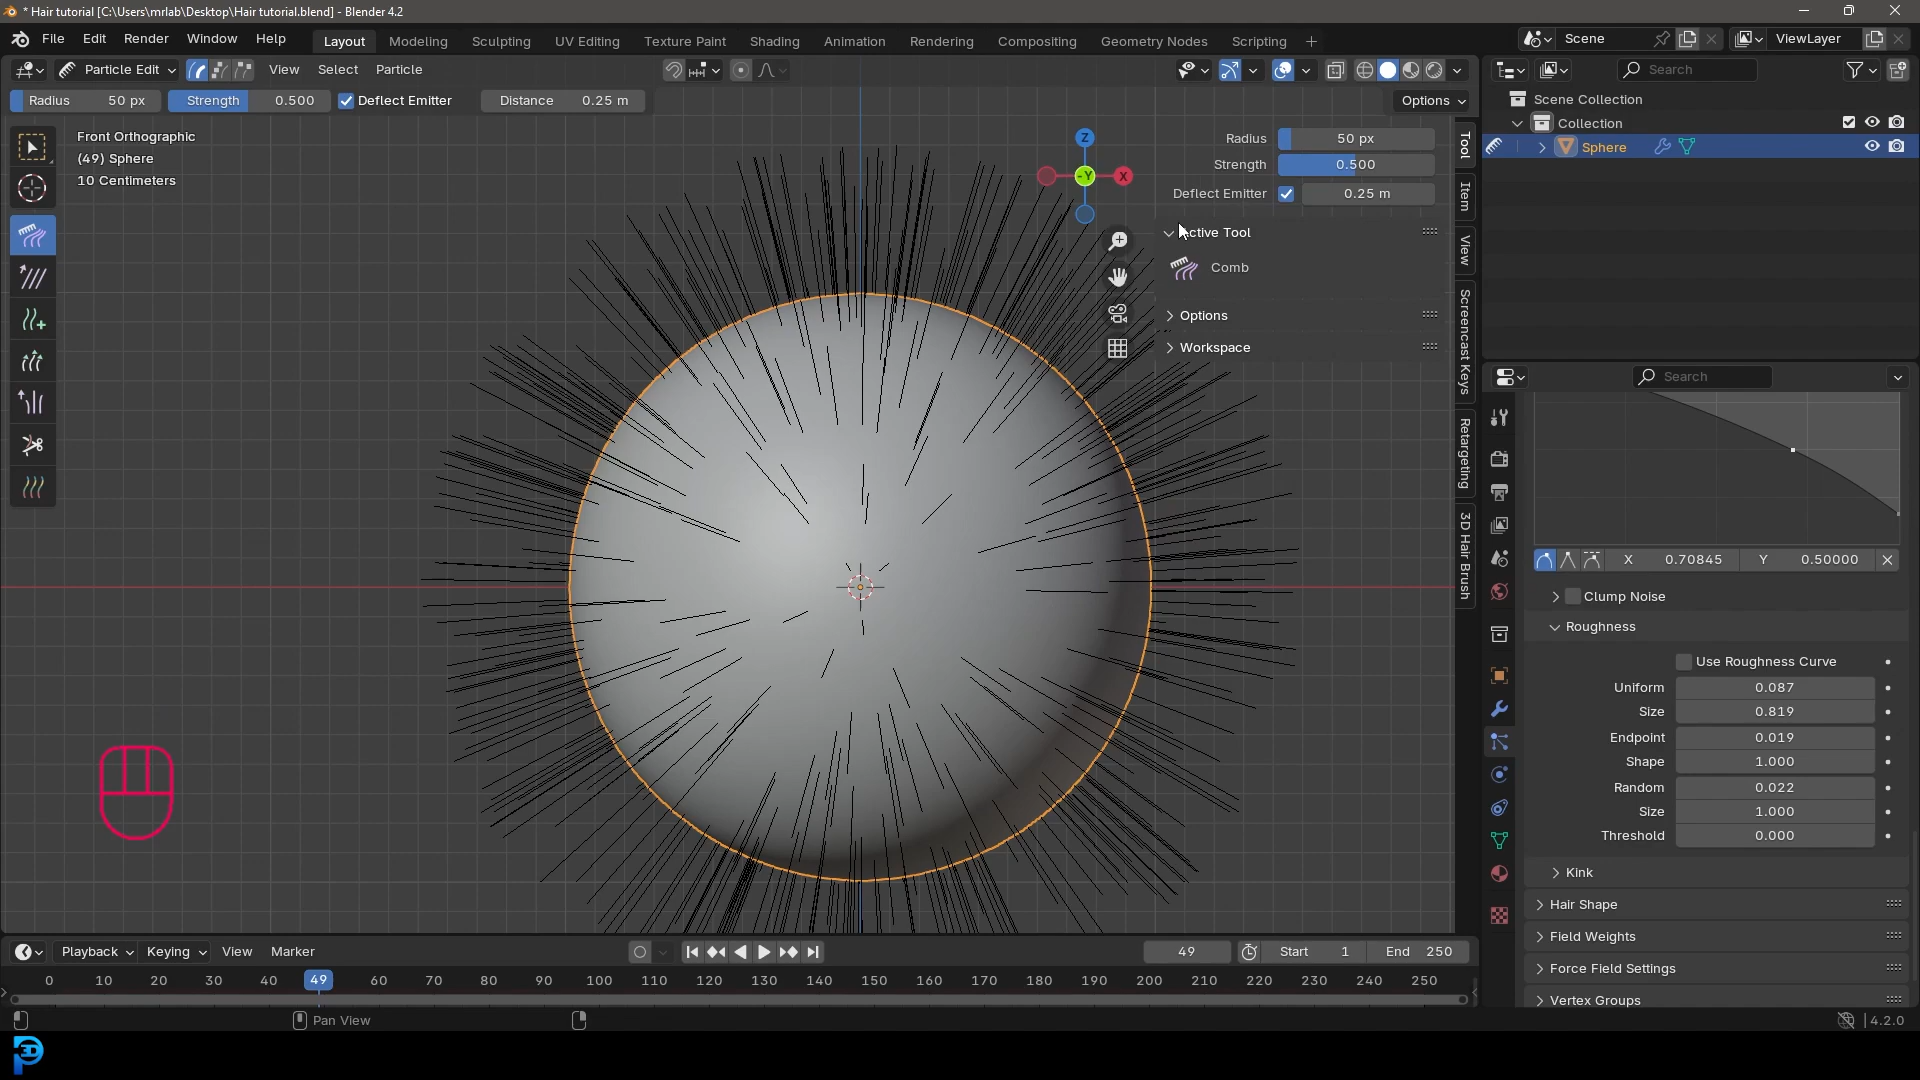 * Hair tutorial [C:\Users\mrlab\Desktop\Hair tutorial.blend] - Blender 4.2
File Edit Render Window Help
Layout Modeling Sculpting UV Editing Texture Paint Shading Animation Rendering Compositing Geometry Nodes Scripting +
Scene
ViewLayer
Particle Edit
View Select Particle
Search
Radius 50 px
Strength 0.500
Deflect Emitter
Distance 0.25 m
Options
Scene Collection
Collection
Sphere
Front Orthographic
(49) Sphere
10 Centimeters
Z
-Y
X
Radius 50 px
Strength 0.500
Deflect Emitter 0.25 m
Active Tool
Comb
Options
Workspace
Tool
Item
View
Screencast Keys
Retargeting
3D Hair Brush
Search
X 0.70845 Y 0.50000
Clump Noise
Roughness
Use Roughness Curve
Uniform 0.087
Size 0.819
Endpoint 0.019
Shape 1.000
Random 0.022
Size 1.000
Threshold 0.000
Kink
Hair Shape
Field Weights
Force Field Settings
Vertex Groups
Playback Keying View Marker
49
Start 1 End 250
0 10 20 30 40 49 60 70 80 90 100 110 120 130 140 150 160 170 180 190 200 210 220 230 240 250
Pan View
4.2.0